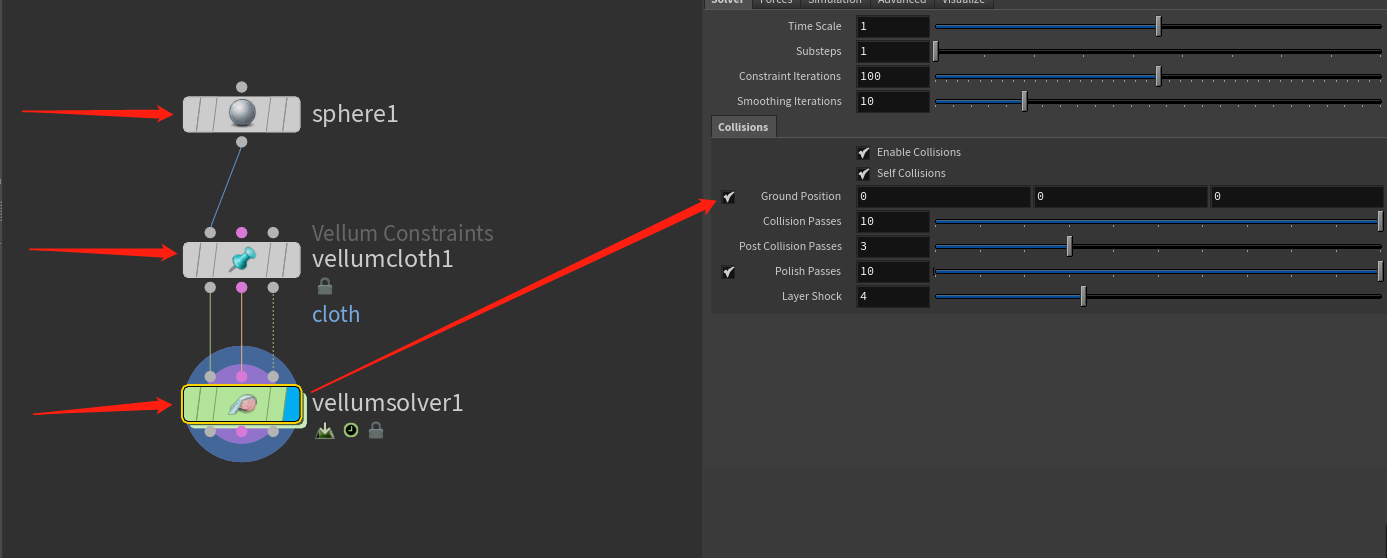 sphere1
Vellum Constraints
vellumcloth1
cloth
vellumsolver1
Solver
Forces
Simulation
Advanced
Visualize
Time Scale 1
Substeps 1
Constraint Iterations 100
Smoothing Iterations 10
Collisions
Enable Collisions
Self Collisions
Ground Position 0 0 0
Collision Passes 10
Post Collision Passes 3
Polish Passes 10
Layer Shock 4